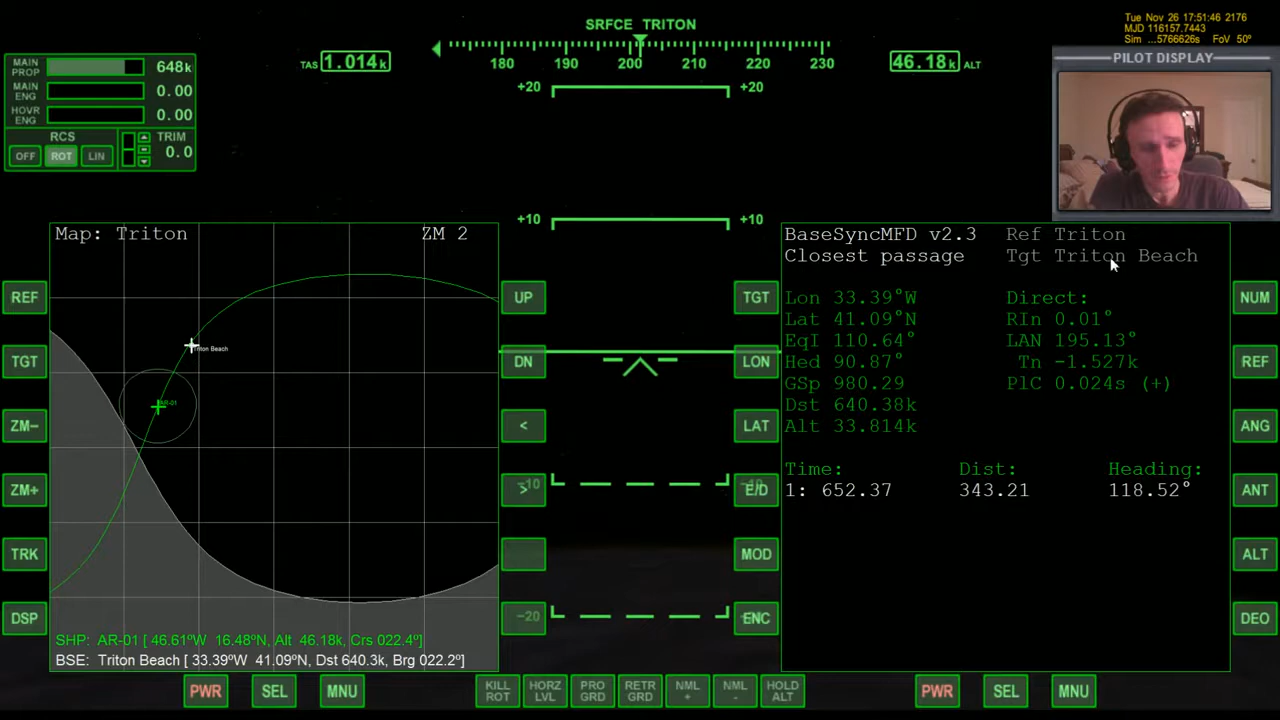 SRFCE TRITON
TAS 1.014k
180 190 200 210 220 230
46.18k ALT
Tue Nov 26 17:51:46 2176
MJD 116157.7443
Sim ...5766626s FoV 50°
PILOT DISPLAY
MAIN PROP 648k
MAIN ENG 0.00
HOVR ENG 0.00
RCS TRIM
0.0
OFF ROT LIN
+20 +20
+10 +10
-10
-20
Map: Triton ZM 2
Triton Beach
AR-01
SHP: AR-01 [ 46.61°W 16.48°N, Alt 46.18k, Crs 022.4°]
BSE: Triton Beach [ 33.39°W 41.09°N, Dst 640.3k, Brg 022.2°]
REF
TGT
ZM-
ZM+
TRK
DSP
UP
DN
<
>
PWR SEL MNU
BaseSyncMFD v2.3 Ref Triton
Closest passage Tgt Triton Beach
Lon 33.39°W Direct:
Lat 41.09°N RIn 0.01°
EqI 110.64° LAN 195.13°
Hed 90.87° Tn -1.527k
GSp 980.29 PlC 0.024s (+)
Dst 640.38k
Alt 33.814k
Time: Dist: Heading:
1: 652.37 343.21 118.52°
TGT
LON
LAT
E/D
MOD
ENC
NUM
REF
ANG
ANT
ALT
DEO
KILL ROT
HORZ LVL
PRO GRD
RETR GRD
NML +
NML -
HOLD ALT
PWR SEL MNU